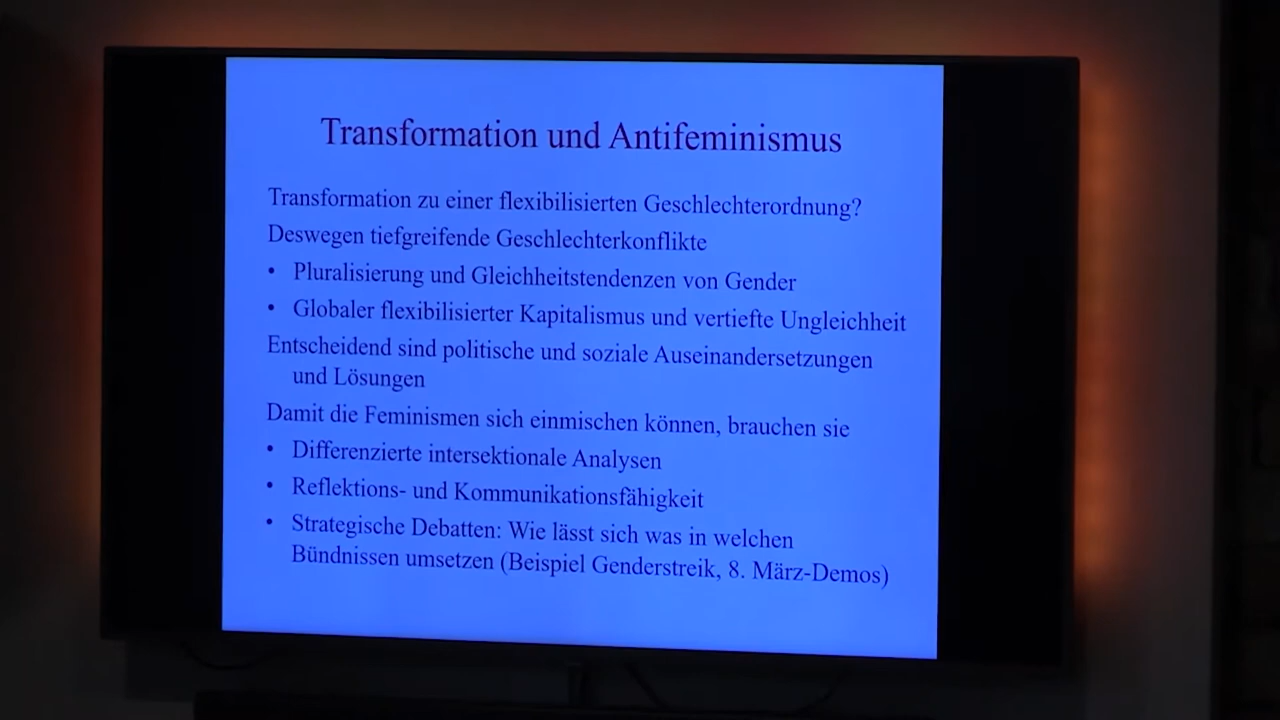 Transformation und Antifeminismus
Transformation zu einer flexibilisierten Geschlechterordnung?
Deswegen tiefgreifende Geschlechterkonflikte
• Pluralisierung und Gleichheitstendenzen von Gender
• Globaler flexibilisierter Kapitalismus und vertiefte Ungleichheit
Entscheidend sind politische und soziale Auseinandersetzungen
und Lösungen
Damit die Feminismen sich einmischen können, brauchen sie
• Differenzierte intersektionale Analysen
• Reflektions- und Kommunikationsfähigkeit
• Strategische Debatten: Wie lässt sich was in welchen
Bündnissen umsetzen (Beispiel Genderstreik, 8. März-Demos)